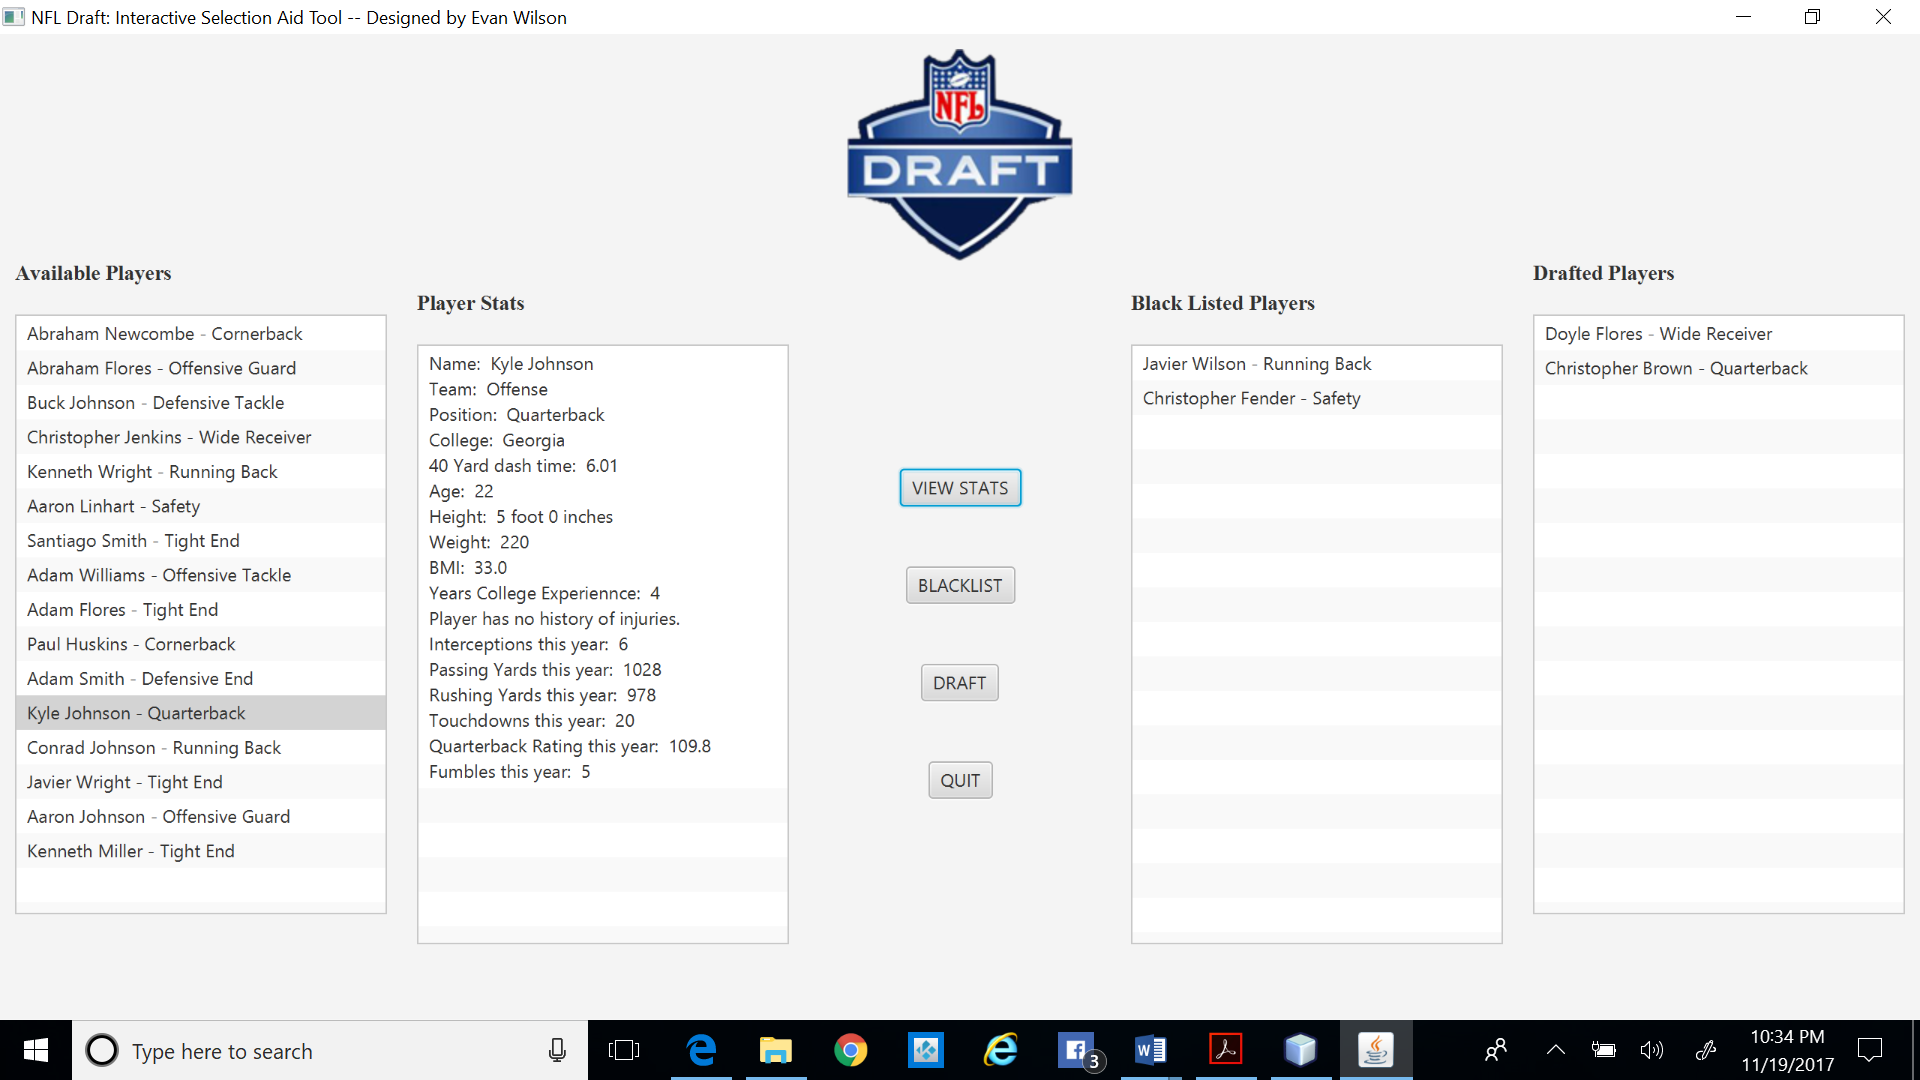 NFL Draft: Interactive Selection Aid Tool -- Designed by Evan Wilson
NFL
DRAFT
Available Players
Abraham Newcombe - Cornerback
Abraham Flores - Offensive Guard
Buck Johnson - Defensive Tackle
Christopher Jenkins - Wide Receiver
Kenneth Wright - Running Back
Aaron Linhart - Safety
Santiago Smith - Tight End
Adam Williams - Offensive Tackle
Adam Flores - Tight End
Paul Huskins - Cornerback
Adam Smith - Defensive End
Kyle Johnson - Quarterback
Conrad Johnson - Running Back
Javier Wright - Tight End
Aaron Johnson - Offensive Guard
Kenneth Miller - Tight End
Player Stats
Name:  Kyle Johnson
Team:  Offense
Position:  Quarterback
College:  Georgia
40 Yard dash time:  6.01
Age:  22
Height:  5 foot 0 inches
Weight:  220
BMI:  33.0
Years College Experiennce:  4
Player has no history of injuries.
Interceptions this year:  6
Passing Yards this year:  1028
Rushing Yards this year:  978
Touchdowns this year:  20
Quarterback Rating this year:  109.8
Fumbles this year:  5
VIEW STATS
BLACKLIST
DRAFT
QUIT
Black Listed Players
Javier Wilson - Running Back
Christopher Fender - Safety
Drafted Players
Doyle Flores - Wide Receiver
Christopher Brown - Quarterback
Type here to search
3
10:34 PM
11/19/2017